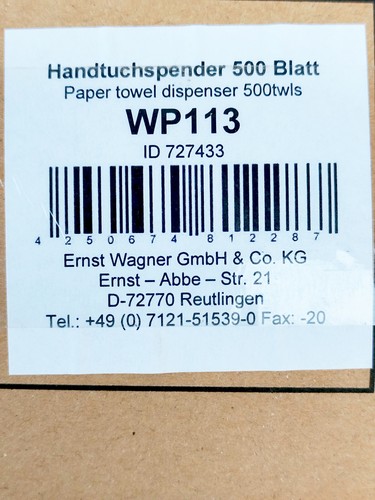 Handtuchspender 500 Blatt
Paper towel dispenser 500twls
WP113
ID 727433
4 250674 812287
Ernst Wagner GmbH & Co. KG
Ernst – Abbe – Str. 21
D-72770 Reutlingen
Tel.: +49 (0) 7121-51539-0 Fax: -20